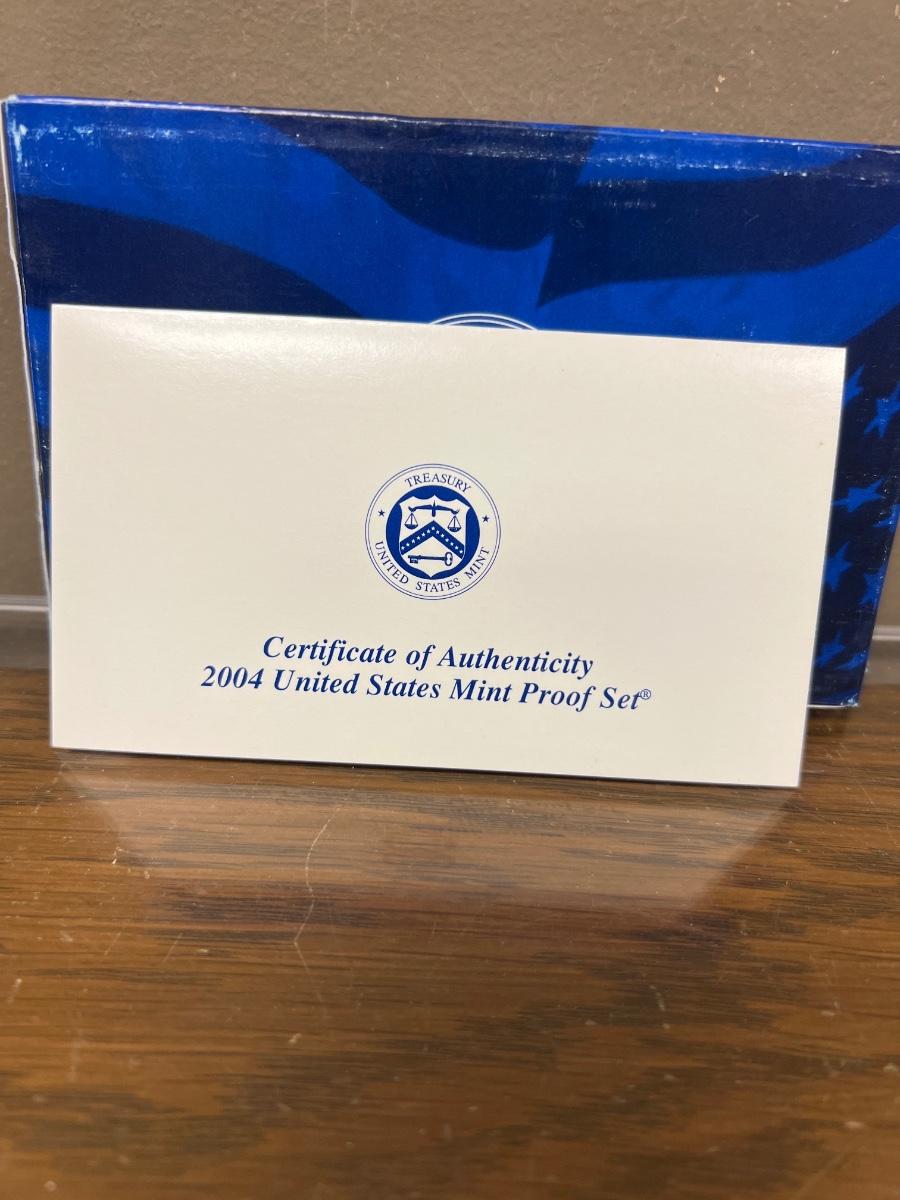 TREASURY
UNITED STATES MINT
Certificate of Authenticity
2004 United States Mint Proof Set®